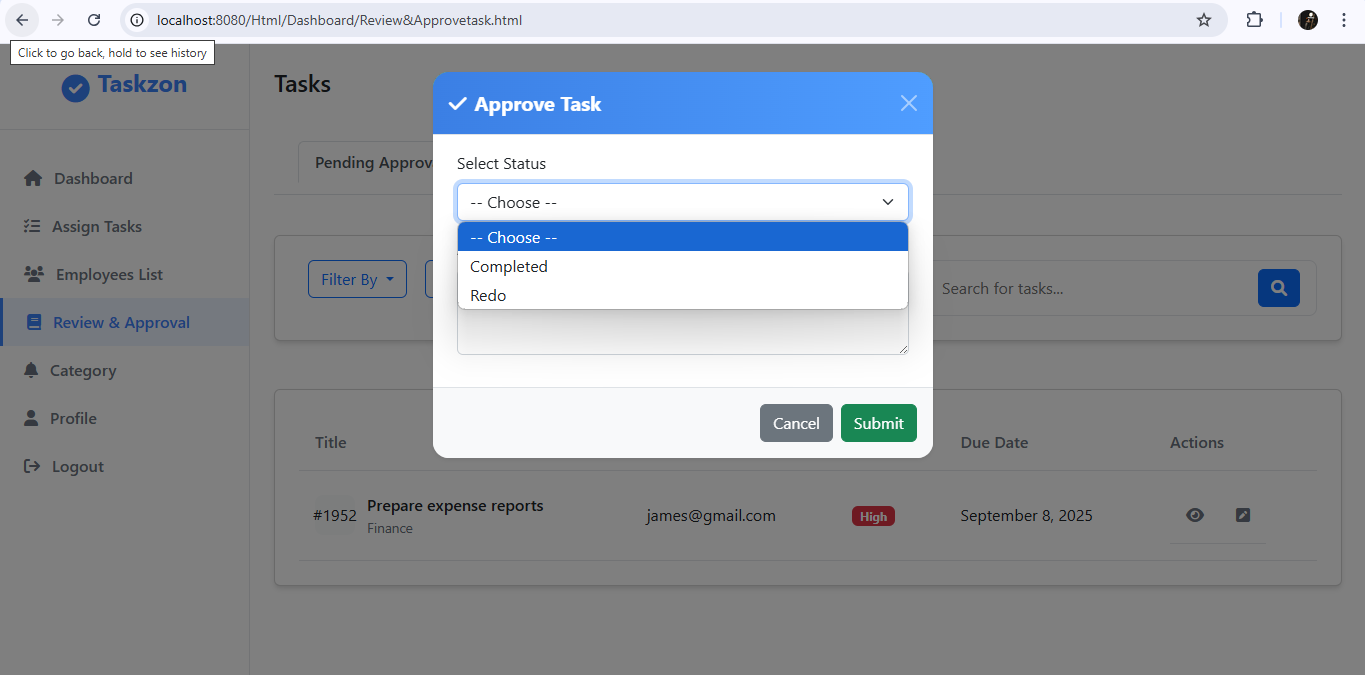 localhost:8080/Html/Dashboard/Review&Approvetask.html
Click to go back, hold to see history
Taskzon
Dashboard
Assign Tasks
Employees List
Review & Approval
Category
Profile
Logout
Tasks
Pending Approv
Filter By
Search for tasks...
Approve Task
Select Status
-- Choose --
-- Choose --
Completed
Redo
Cancel
Submit
Title
Due Date
Actions
#1952
Prepare expense reports
Finance
james@gmail.com
High
September 8, 2025